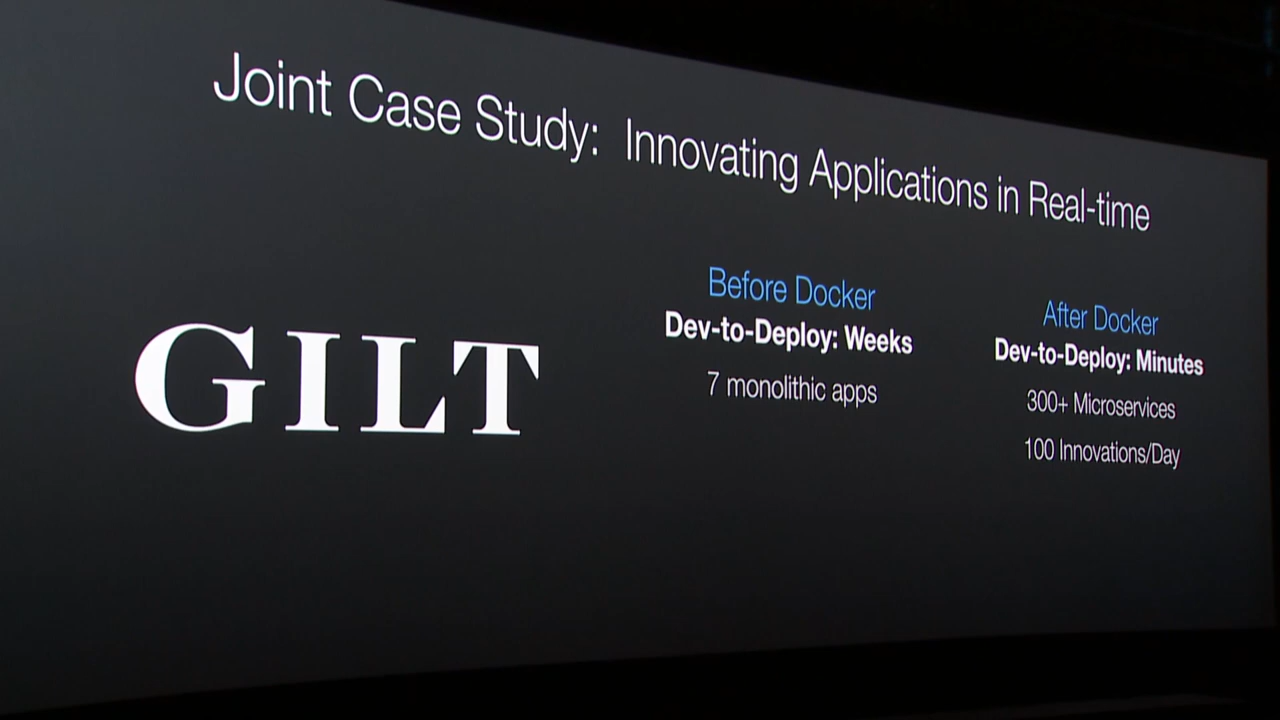 Joint Case Study: Innovating Applications in Real-time
GILT
Before Docker
Dev-to-Deploy: Weeks
7 monolithic apps
After Docker
Dev-to-Deploy: Minutes
300+ Microservices
100 Innovations/Day